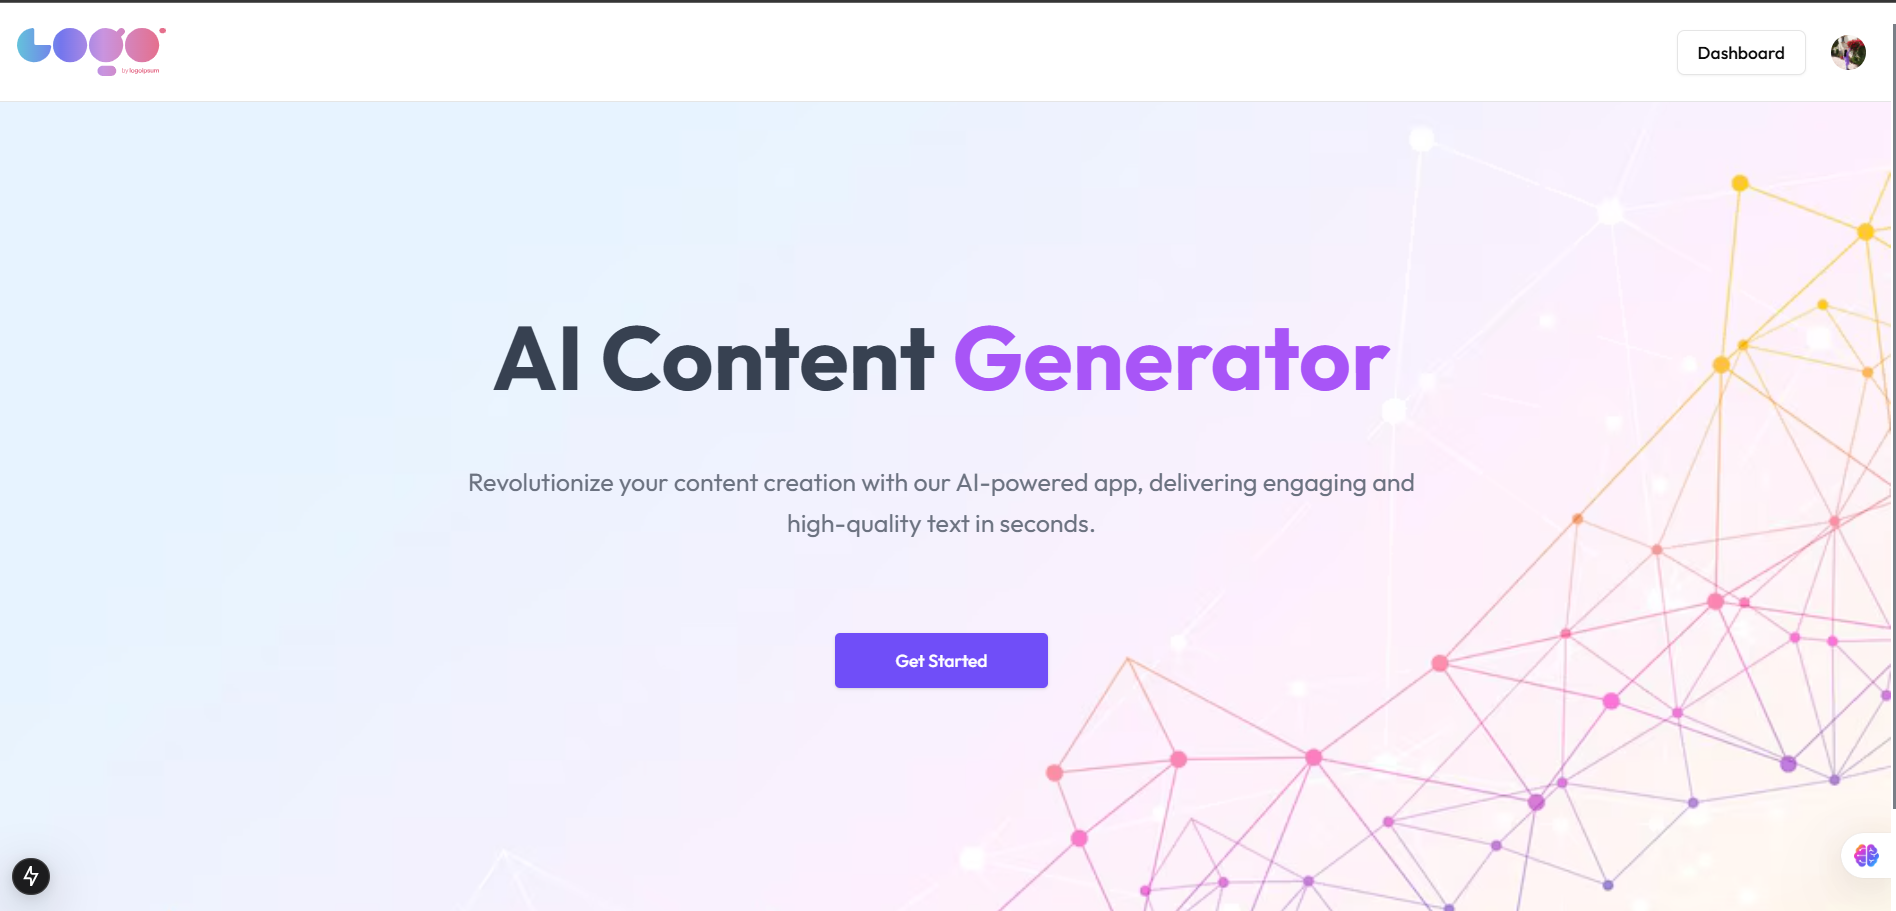 Logo
by logoipsum
Dashboard
AI Content Generator
Revolutionize your content creation with our AI-powered app, delivering engaging and
high-quality text in seconds.
Get Started